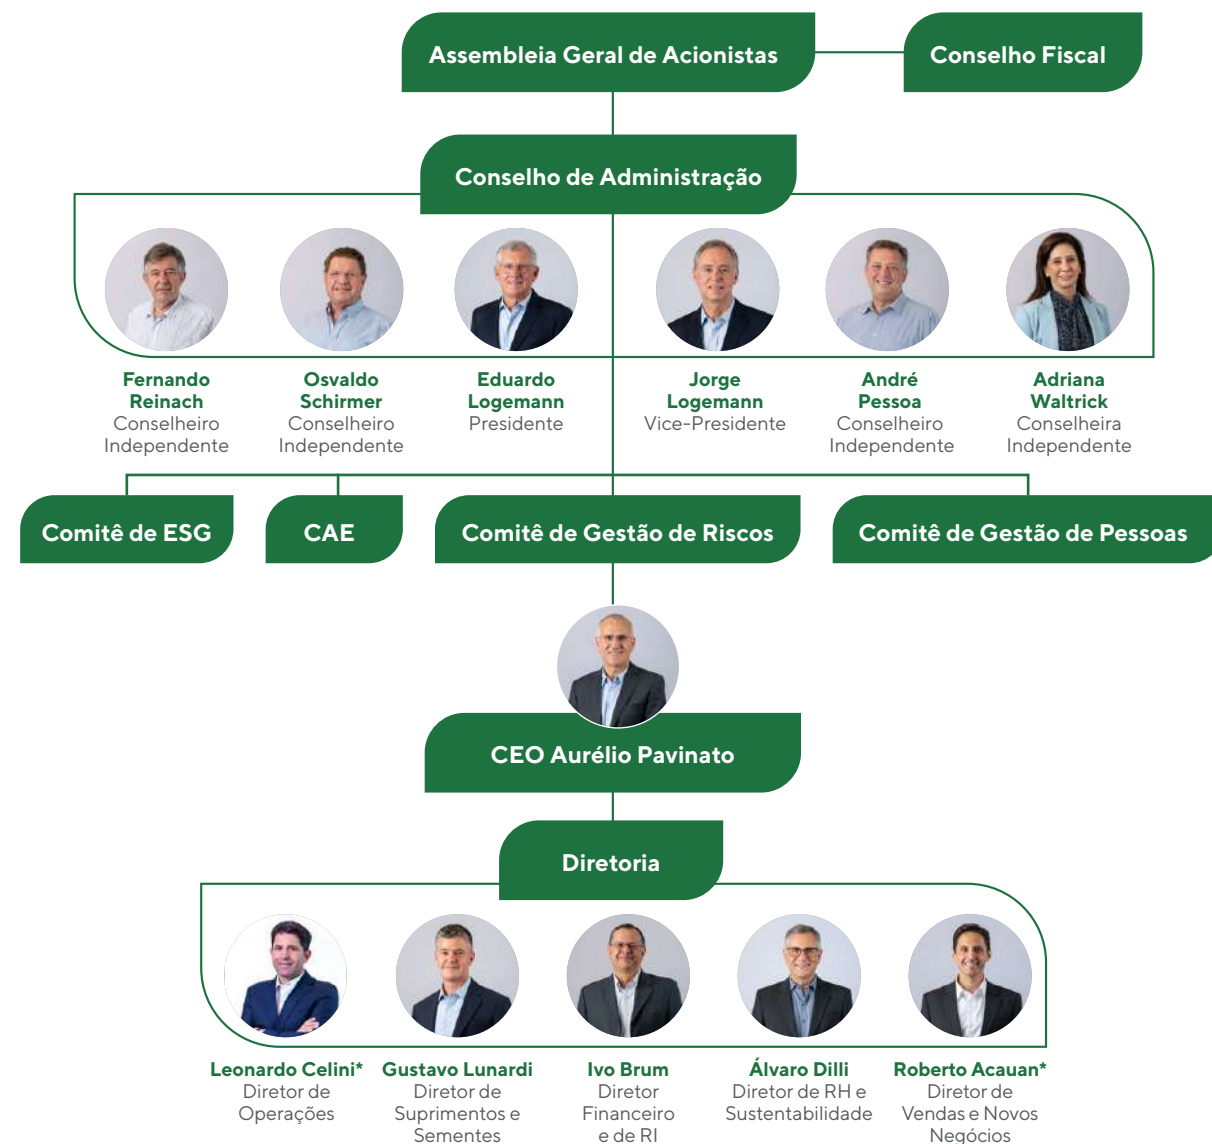 Assembleia Geral de Acionistas
Conselho Fiscal
Conselho de Administração
Fernando
Reinach
Conselheiro
Independente
Osvaldo
Schirmer
Conselheiro
Independente
Eduardo
Logemann
Presidente
Jorge
Logemann
Vice-Presidente
André
Pessoa
Conselheiro
Independente
Adriana
Waltrick
Conselheira
Independente
Comitê de ESG
CAE
Comitê de Gestão de Riscos
Comitê de Gestão de Pessoas
CEO Aurélio Pavinato
Diretoria
Leonardo Celini*
Diretor de
Operações
Gustavo Lunardi
Diretor de
Suprimentos e
Sementes
Ivo Brum
Diretor
Financeiro
e de RI
Álvaro Dilli
Diretor de RH e
Sustentabilidade
Roberto Acauan*
Diretor de
Vendas e Novos
Negócios